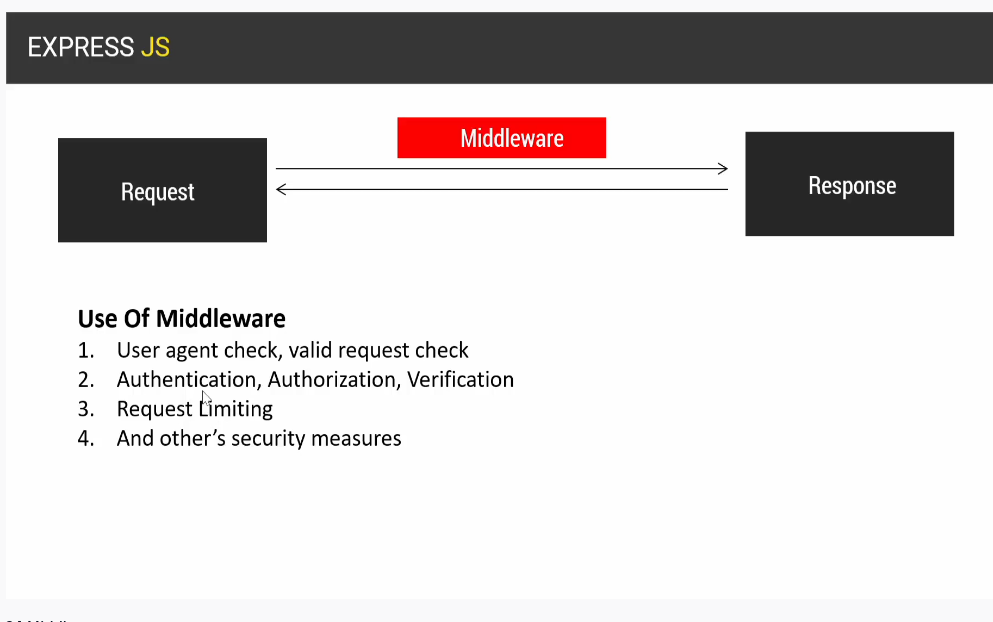 EXPRESS JS
Middleware
Request
Response
Use Of Middleware
1. User agent check, valid request check
2. Authentication, Authorization, Verification
3. Request Limiting
4. And other's security measures